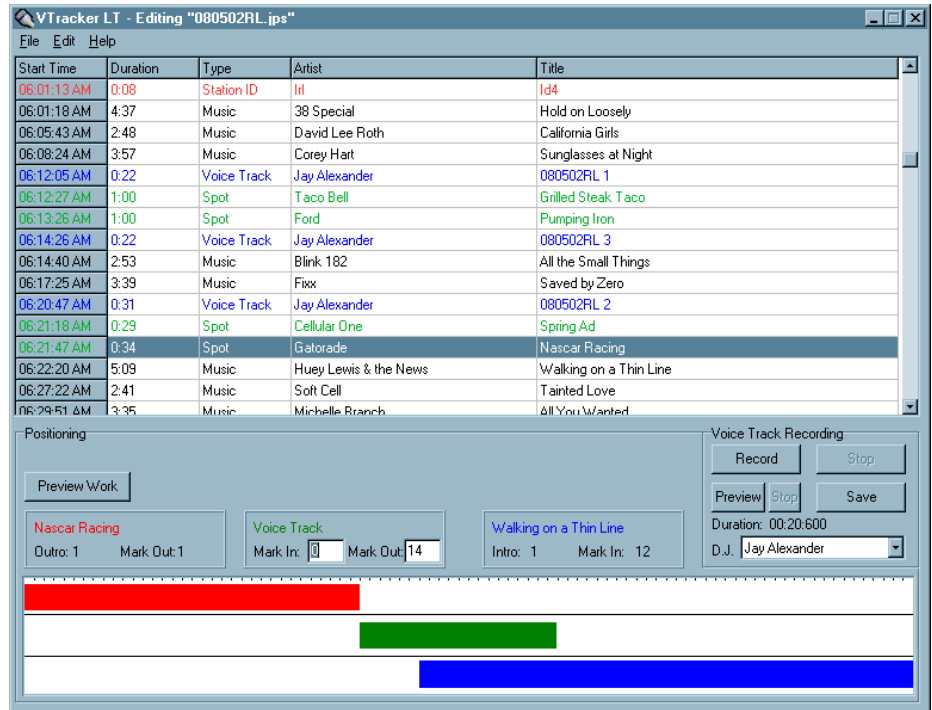 VTracker LT - Editing "080502RL.jps"
File Edit Help
Start Time Duration Type Artist Title
06:01:13 AM 0:08 Station ID Irl Id4
06:01:18 AM 4:37 Music 38 Special Hold on Loosely
06:05:43 AM 2:48 Music David Lee Roth California Girls
06:08:24 AM 3:57 Music Corey Hart Sunglasses at Night
06:12:05 AM 0:22 Voice Track Jay Alexander 080502RL 1
06:12:27 AM 1:00 Spot Taco Bell Grilled Steak Taco
06:13:26 AM 1:00 Spot Ford Pumping Iron
06:14:26 AM 0:22 Voice Track Jay Alexander 080502RL 3
06:14:40 AM 2:53 Music Blink 182 All the Small Things
06:17:25 AM 3:39 Music Fixx Saved by Zero
06:20:47 AM 0:31 Voice Track Jay Alexander 080502RL 2
06:21:18 AM 0:29 Spot Cellular One Spring Ad
06:21:47 AM 0:34 Spot Gatorade Nascar Racing
06:22:20 AM 5:09 Music Huey Lewis & the News Walking on a Thin Line
06:27:22 AM 2:41 Music Soft Cell Tainted Love
06:29:51 AM 3:35 Music Michelle Branch All You Wanted
Positioning
Preview Work
Nascar Racing
Outro: 1 Mark Out: 1
Voice Track
Mark In: 0 Mark Out: 14
Walking on a Thin Line
Intro: 1 Mark In: 12
Voice Track Recording
Record Stop
Preview Stop Save
Duration: 00:20:600
D.J. Jay Alexander